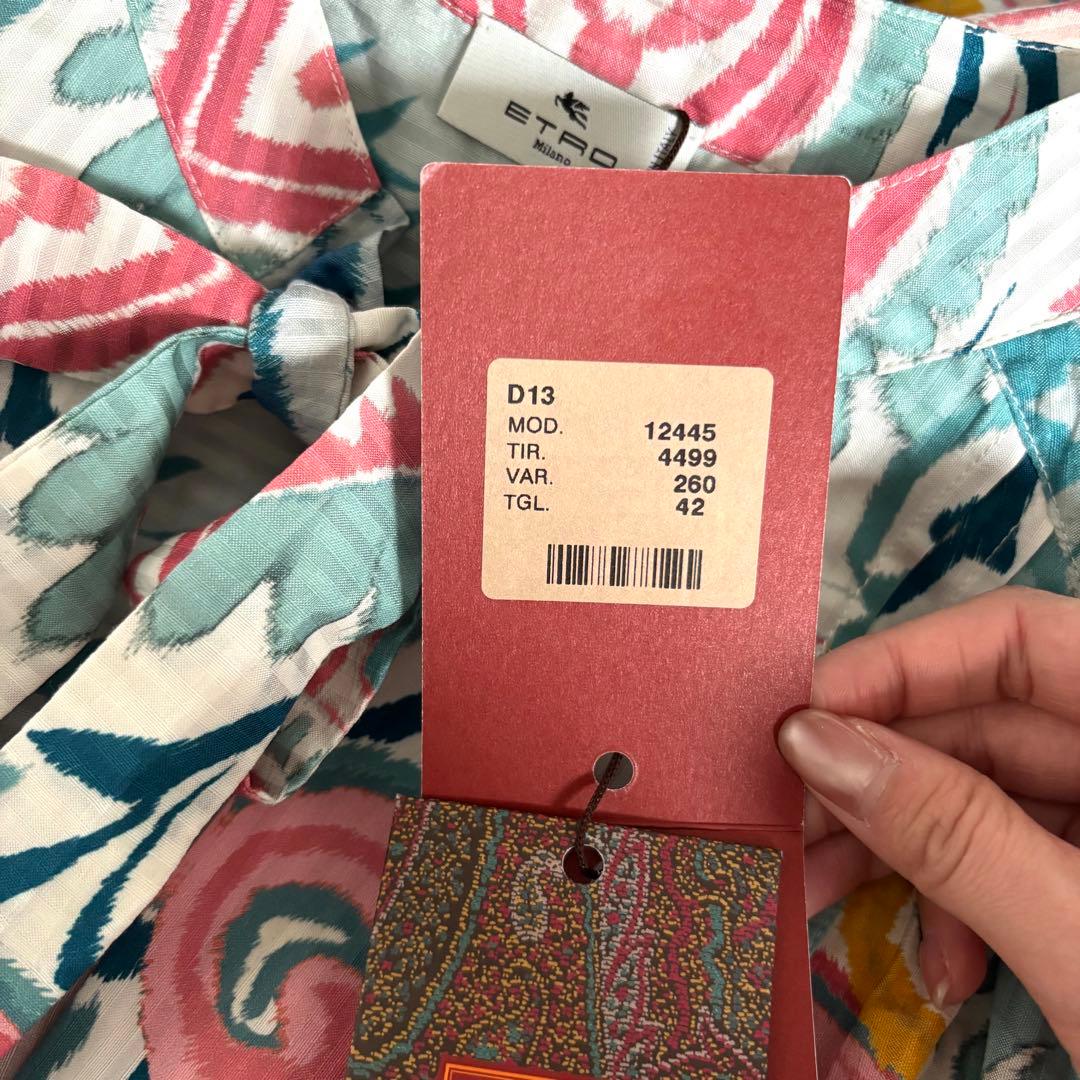 ETRO
Milano
D13
MOD. 12445
TIR. 4499
VAR. 260
TGL. 42